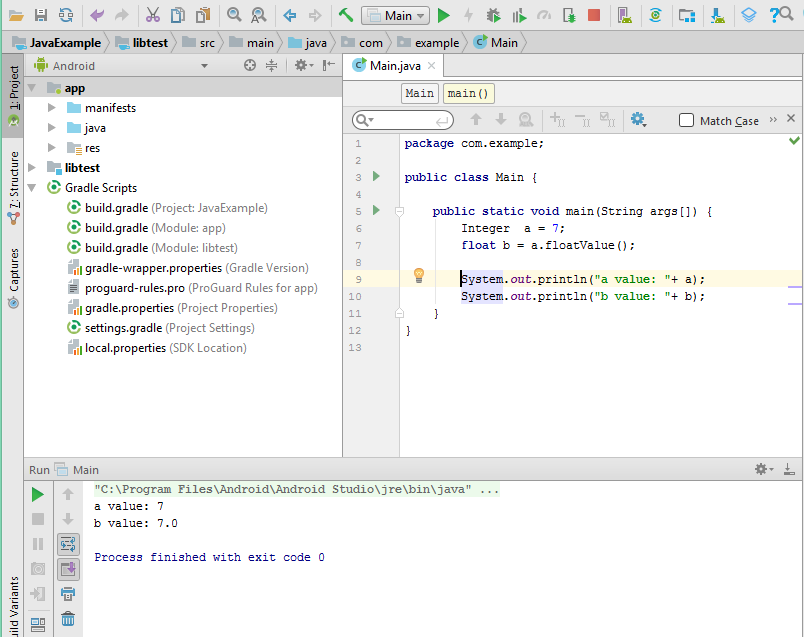 Main
JavaExample libtest src main java com example Main
1: Project
7: Structure
Captures
Android
app
manifests
java
res
libtest
Gradle Scripts
build.gradle (Project: JavaExample)
build.gradle (Module: app)
build.gradle (Module: libtest)
gradle-wrapper.properties (Gradle Version)
proguard-rules.pro (ProGuard Rules for app)
gradle.properties (Project Properties)
settings.gradle (Project Settings)
local.properties (SDK Location)
Main.java
Main main()
Match Case
1 package com.example;
2
3 public class Main {
4
5 public static void main(String args[]) {
6 Integer a = 7;
7 float b = a.floatValue();
8
9 System.out.println("a value: "+ a);
10 System.out.println("b value: "+ b);
11 }
12 }
13
Run Main
"C:\Program Files\Android\Android Studio\jre\bin\java" ...
a value: 7
b value: 7.0
Process finished with exit code 0
Variants